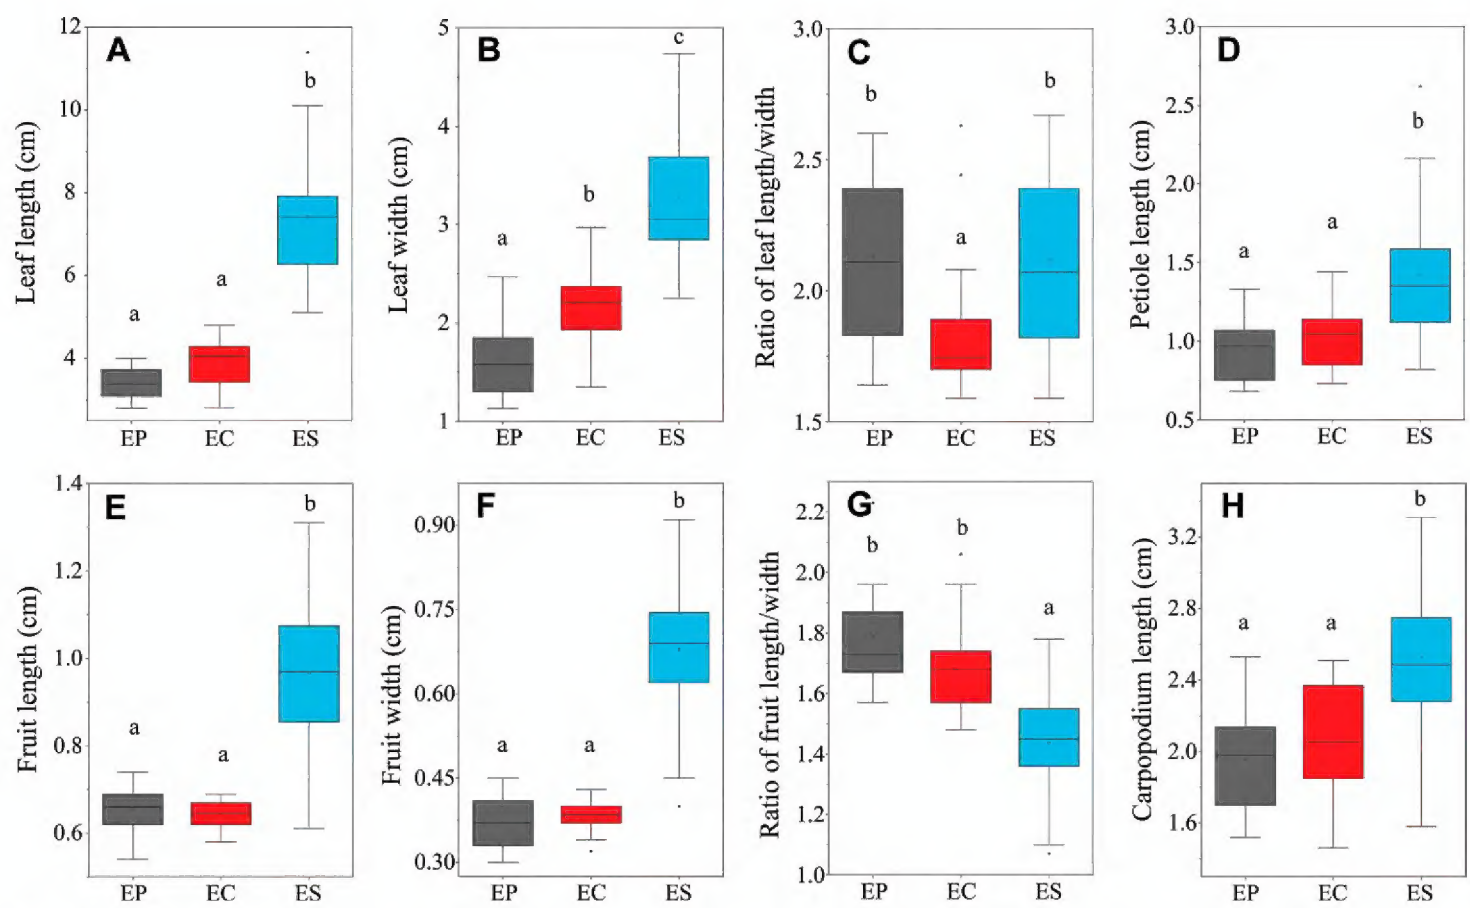 A
Leaf length (cm)
12
10
8
6
4
a
a
b
EP EC ES
B
Leaf width (cm)
5
4
3
2
1
a
b
c
EP EC ES
C
Ratio of leaf length/width
3.0
2.5
2.0
1.5
b
a
b
EP EC ES
D
Petiole length (cm)
3.0
2.5
2.0
1.5
1.0
0.5
a
a
b
EP EC ES
E
Fruit length (cm)
1.4
1.2
1.0
0.8
0.6
a
a
b
EP EC ES
F
Fruit width (cm)
0.90
0.75
0.60
0.45
0.30
a
a
b
EP EC ES
G
Ratio of fruit length/width
2.2
2.0
1.8
1.6
1.4
1.2
1.0
b
b
a
EP EC ES
H
Carpopodium length (cm)
3.2
2.8
2.4
2.0
1.6
a
a
b
EP EC ES